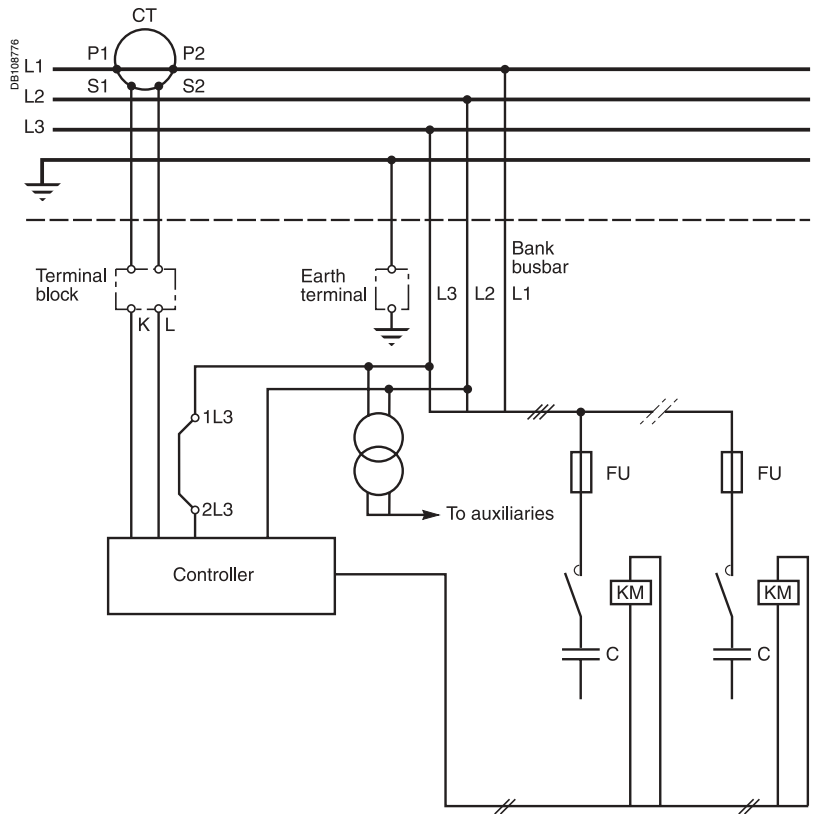 CT
P1 P2
DB108776
L1
S1 S2
L2
L3
Bank
busbar
Terminal
block
Earth
terminal
L3 L2 L1
K L
1L3
FU FU
2L3
To auxiliaries
Controller
KM KM
C C